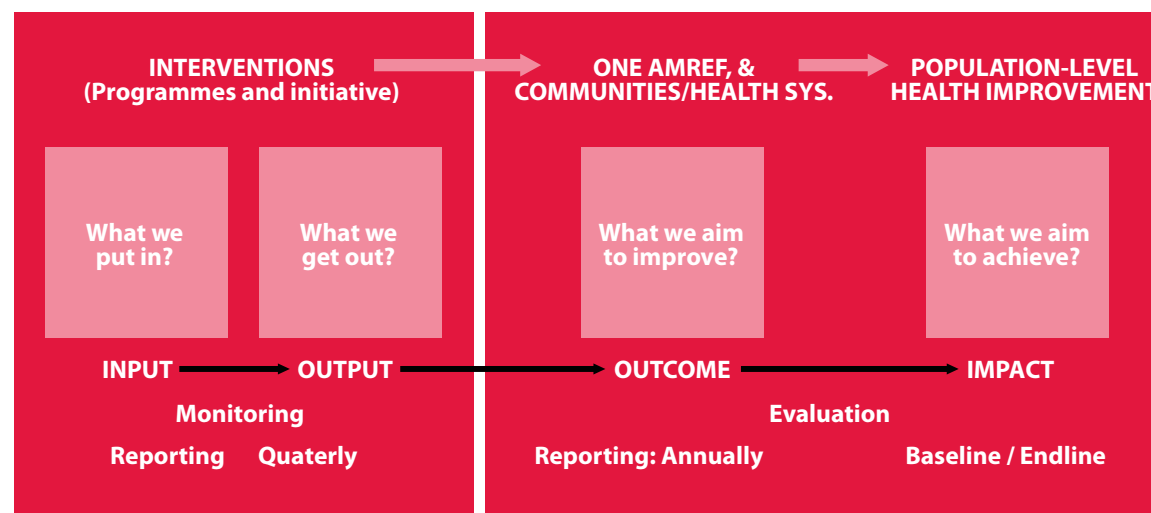 INTERVENTIONS
(Programmes and initiative)
ONE AMREF, &
COMMUNITIES/HEALTH SYS.
POPULATION-LEVEL
HEALTH IMPROVEMENT
What we
put in?
What we
get out?
What we aim
to improve?
What we aim
to achieve?
INPUT
OUTPUT
OUTCOME
IMPACT
Monitoring
Evaluation
Reporting Quaterly
Reporting: Annually
Baseline / Endline